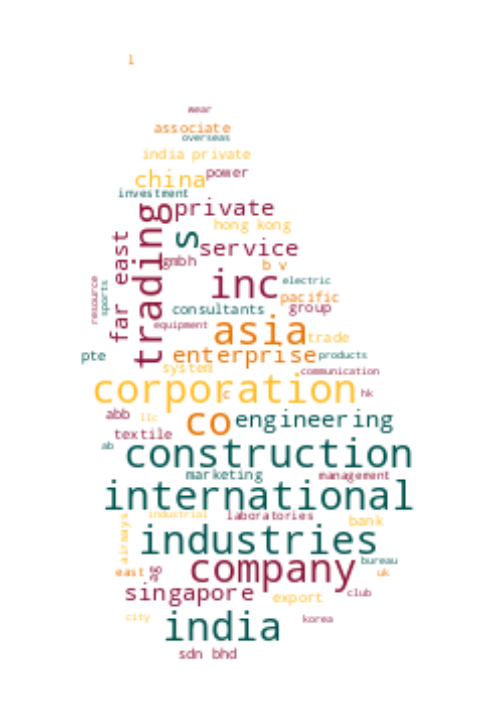 l
wear
associate
overseas
india private
power
china
investment
private
trading
s
hong kong
far east
service
gmbh
b v
inc
electric
resource
sports
pacific
consultants
group
equipment
asia
trade
pte
enterprise
products
system
communication
corporation
c
hk
abb
llc
co
engineering
textile
ab
construction
marketing
management
international
airways
industrial
laboratories
bank
industries
company
bureau
east
ag
uk
singapore
export
club
city
india
korea
sdn bhd